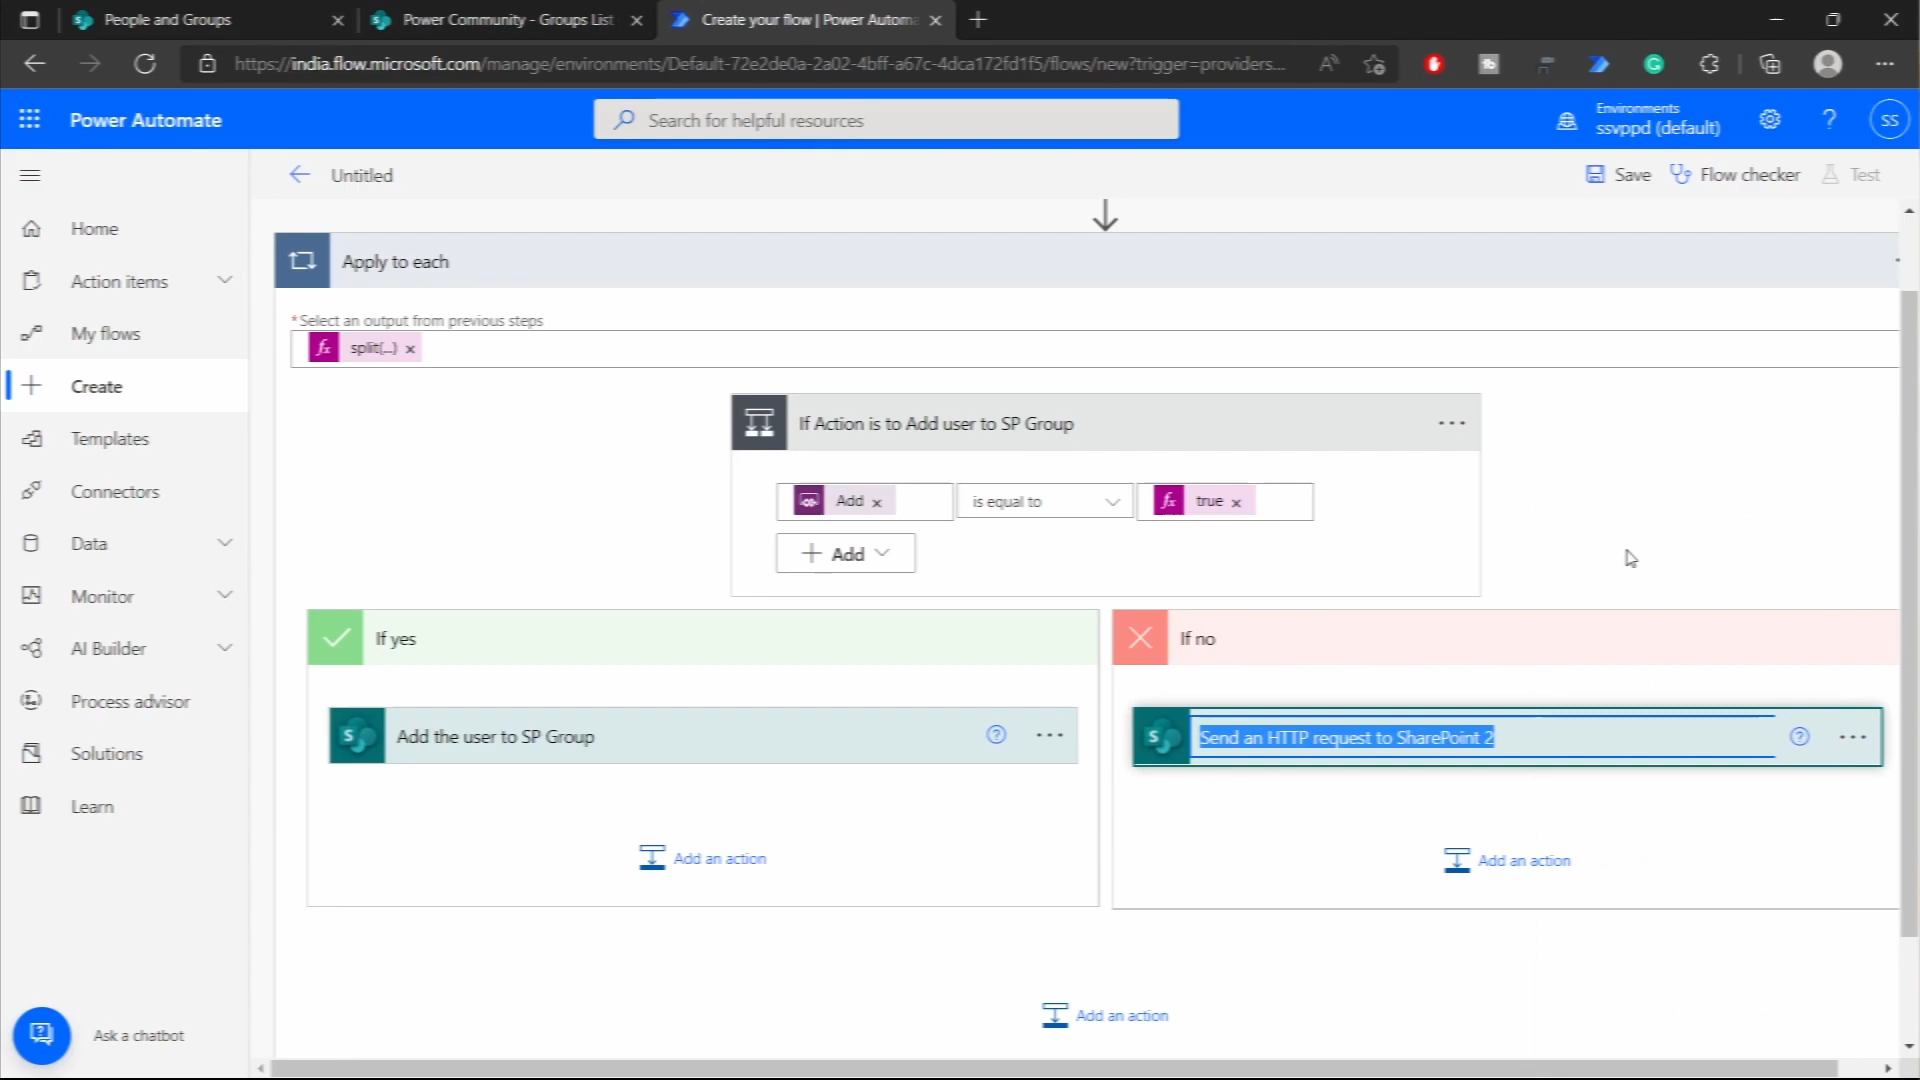 People and Groups
Power Community - Groups List
Create your flow | Power Autom
https://india.flow.microsoft.com/manage/environments/Default-72e2de0a-2a02-4bff-a67c-4dca172fd1f5/flows/new?trigger=providers...
Power Automate
Search for helpful resources
Environments
ssvppd (default)
?
SS
Untitled
Save
Flow checker
Test
Home
Action items
My flows
Create
Templates
Connectors
Data
Monitor
AI Builder
Process advisor
Solutions
Learn
Ask a chatbot
Apply to each
*Select an output from previous steps
fx split(...) ×
If Action is to Add user to SP Group
Add ×
is equal to
fx true ×
Add
If yes
If no
Add the user to SP Group
Send an HTTP request to SharePoint 2
Add an action
Add an action
Add an action